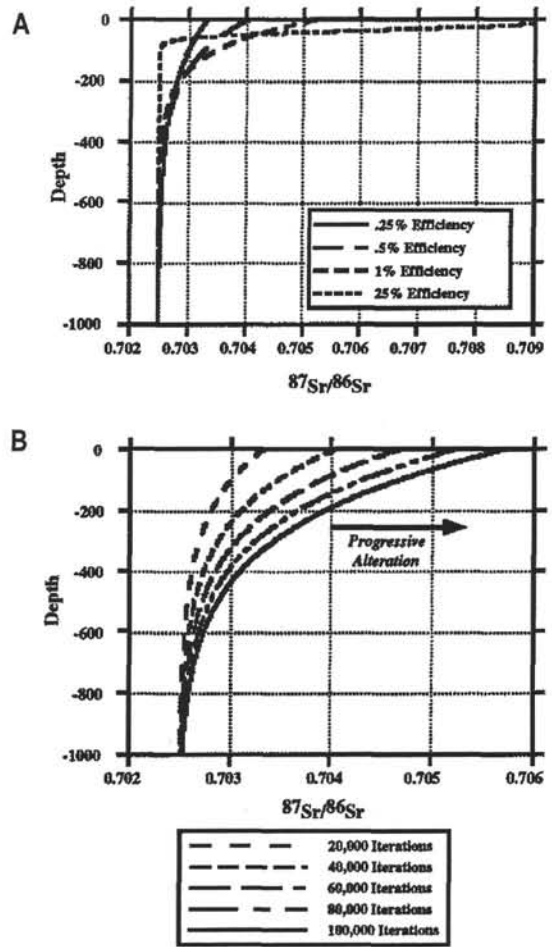 A
0
-200
-400
-600
-800
-1000
Depth
.25% Efficiency
.5% Efficiency
1% Efficiency
25% Efficiency
0.702 0.703 0.704 0.705 0.706 0.707 0.708 0.709
87Sr/86Sr
B
0
-200
-400
-600
-800
-1000
Depth
Progressive
Alteration
0.702 0.703 0.704 0.705 0.706
87Sr/86Sr
20,000 Iterations
40,000 Iterations
60,000 Iterations
80,000 Iterations
100,000 Iterations